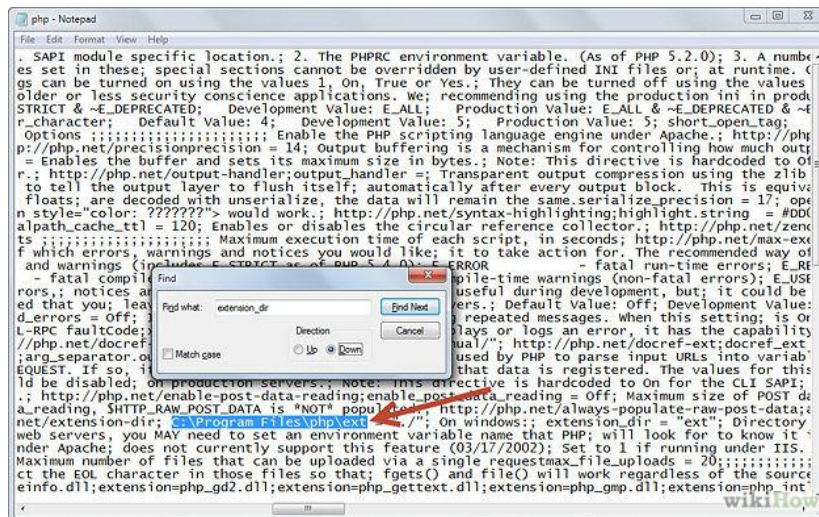 php - Notepad
File Edit Format View Help
. SAPI module specific location.; 2. The PHPRC environment variable. (As of PHP 5.2.0); 3. A numbe
es set in these; special sections cannot be overridden by user-defined INI files or; at runtime. C
gs can be turned on using the values 1, On, True or Yes.; They can be turned off using the values
older or less security conscience applications. We; recommending using the production ini in produ
STRICT & ~E_DEPRECATED; Development Value: E_ALL; Production Value: E_ALL & ~E_DEPRECATED & ~E
r_character; Default Value: 4; Development Value: 5; Production Value: 5; short_open_tag;
Options ;;;;;;;;;;;;;;;;;;;;;; Enable the PHP scripting language engine under Apache.; http://php
p://php.net/precisionprecision = 14; Output buffering is a mechanism for controlling how much outp
= Enables the buffer and sets its maximum size in bytes.; Note: This directive is hardcoded to Of
r.; http://php.net/output-handler;output_handler =; Transparent output compression using the zlib
to tell the output layer to flush itself; automatically after every output block. This is equiva
floats; are decoded with unserialize, the data will remain the same.serialize_precision = 17; ope
n style="color: ???????"> would work.; http://php.net/syntax-highlighting;highlight.string = #DD0
alpath_cache_ttl = 120; Enables or disables the circular reference collector.; http://php.net/zenc
ts ;;;;;;;;;;;;;;;;;;; Maximum execution time of each script, in seconds; http://php.net/max-exe
f which errors, warnings and notices you would like; it to take action for. The recommended way of
and warnings (includes E_STRICT as of PHP 5.4.0); E_ERROR - fatal run-time errors; E_RE
- fatal compile mpile-time warnings (non-fatal errors); E_USE
rors,; notices an useful during development, but; it could be
ed that you; leav vers.; Default Value: Off; Development Value:
d_errors = Off; I g repeated messages. When this setting; is On
L-RPC faultCode;x plays or logs an error, it has the capability
//php.net/docref- ual/"; http://php.net/docref-ext;docref_ext
;arg_separator.ou used by PHP to parse input URLs into variabl
EQUEST. If so, it that data is registered. The values for this
ld be disabled; on production servers.; Note: This directive is hardcoded to On for the CLI SAPI;
.; http://php.net/enable-post-data-reading;enable_post_data_reading = Off; Maximum size of POST da
a_reading, $HTTP_RAW_POST_DATA is *NOT* populated. http://php.net/always-populate-raw-post-data;a
net/extension-dir; C:\Program Files\php\ext "./"; On windows:; extension_dir = "ext"; Directory
web servers, you MAY need to set an environment variable name that PHP; will look for to know it
nder Apache; does not currently support this feature (03/17/2002); Set to 1 if running under IIS.
Maximum number of files that can be uploaded via a single requestmax_file_uploads = 20;;;;;;;;;;;;
ct the EOL character in those files so that; fgets() and file() will work regardless of the source
einfo.dll;extension=php_gd2.dll;extension=php_gettext.dll;extension=php_gmp.dll;extension=php_int
Find
Find what: extension_dir
Find Next
Direction
Cancel
Match case
Up Down
wikiHow